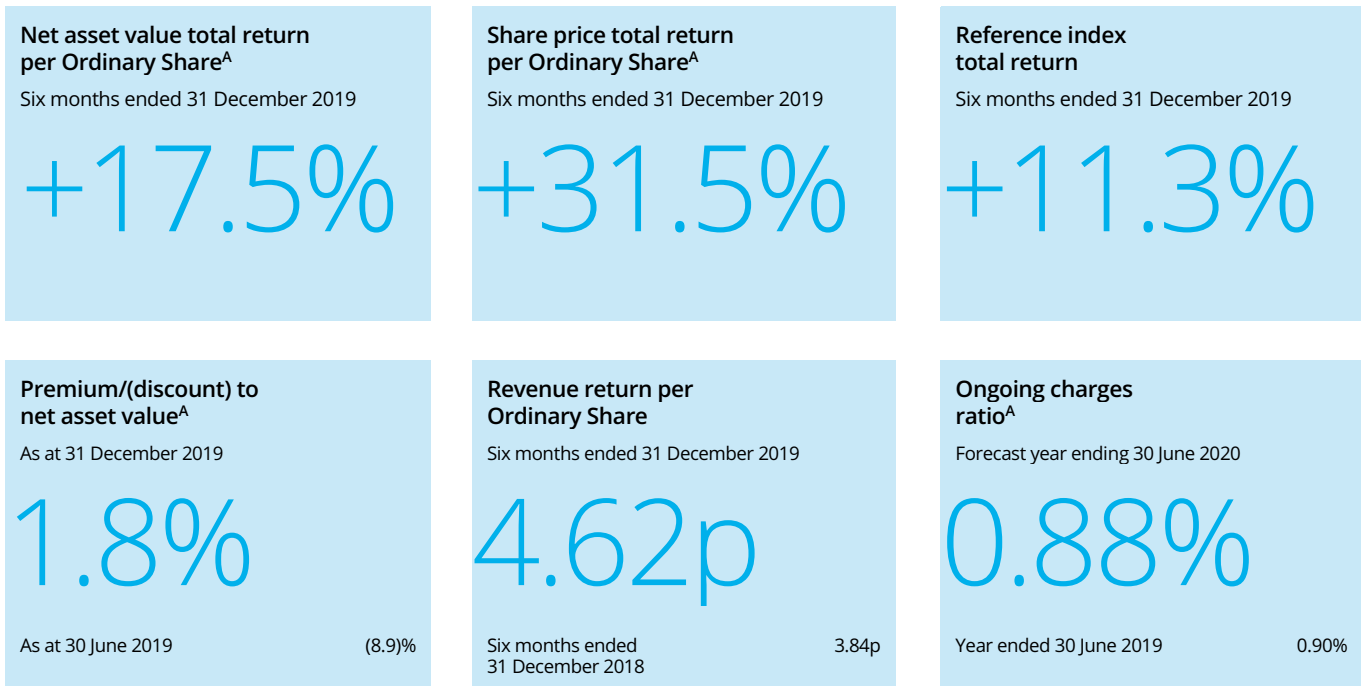 Net asset value total return
per Ordinary Shareᴬ
Six months ended 31 December 2019
+17.5%
Share price total return
per Ordinary Shareᴬ
Six months ended 31 December 2019
+31.5%
Reference index
total return
Six months ended 31 December 2019
+11.3%
Premium/(discount) to
net asset valueᴬ
As at 31 December 2019
1.8%
As at 30 June 2019 (8.9)%
Revenue return per
Ordinary Share
Six months ended 31 December 2019
4.62p
Six months ended 3.84p
31 December 2018
Ongoing charges
ratioᴬ
Forecast year ending 30 June 2020
0.88%
Year ended 30 June 2019 0.90%